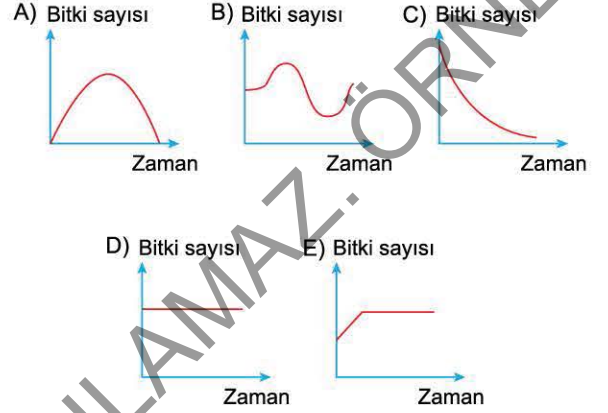 A) Bitki sayısı
B) Bitki sayısı
C) Bitki sayısı
Zaman
Zaman
Zaman
D) Bitki sayısı
E) Bitki sayısı
Zaman
Zaman